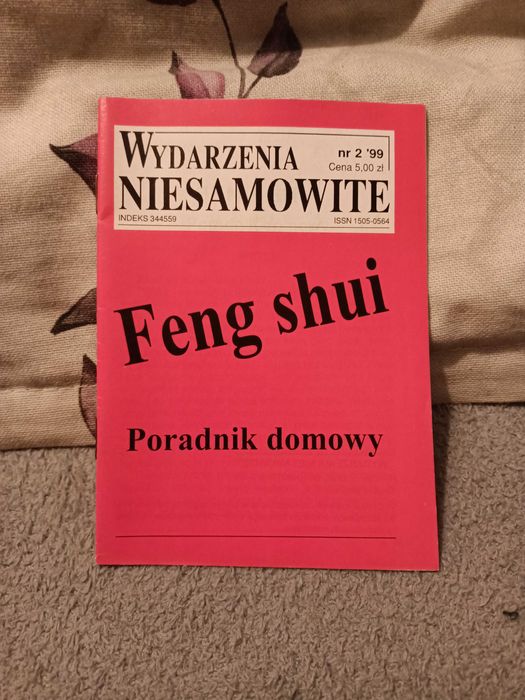 WYDARZENIA
nr 2 '99
Cena 5,00 zł
NIESAMOWITE
INDEKS 344559
ISSN 1505-0564
Feng shui
Poradnik domowy